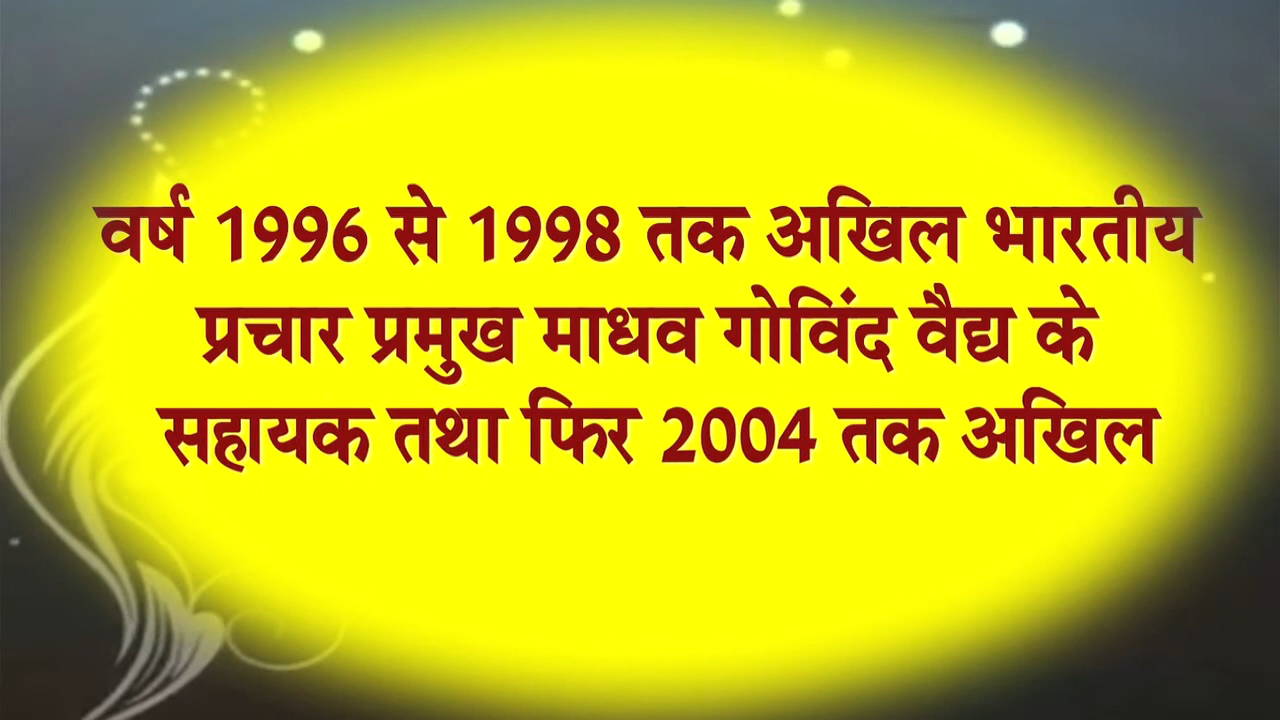 वर्ष 1996 से 1998 तक अखिल भारतीय
प्रचार प्रमुख माधव गोविंद वैद्य के
सहायक तथा फिर 2004 तक अखिल